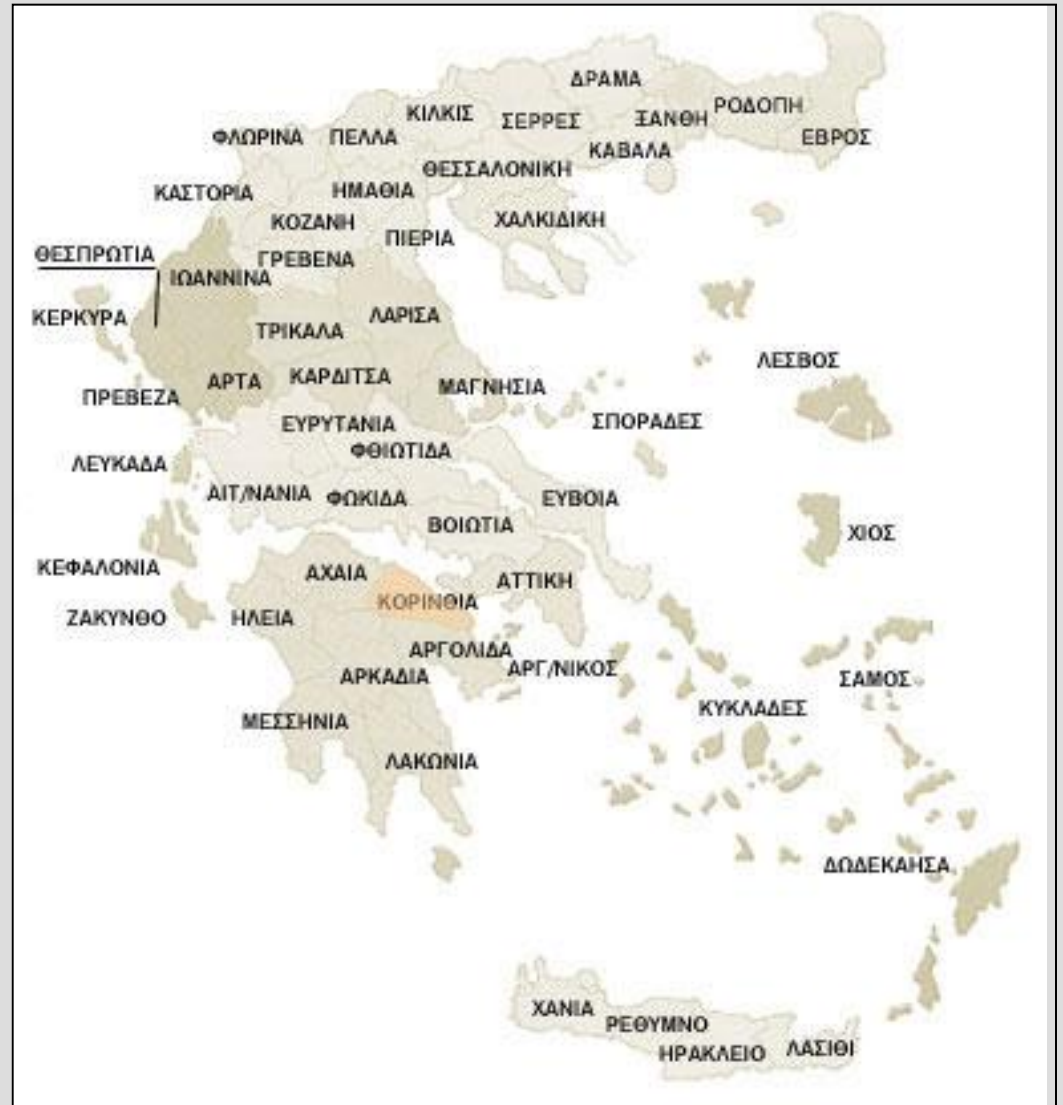 ΔΡΑΜΑ
ΚΙΛΚΙΣ
ΣΕΡΡΕΣ
ΞΑΝΘΗ
ΡΟΔΟΠΗ
ΕΒΡΟΣ
ΦΛΩΡΙΝΑ
ΠΕΛΛΑ
ΚΑΒΑΛΑ
ΘΕΣΣΑΛΟΝΙΚΗ
ΚΑΣΤΟΡΙΑ
ΗΜΑΘΙΑ
ΚΟΖΑΝΗ
ΧΑΛΚΙΔΙΚΗ
ΠΙΕΡΙΑ
ΘΕΣΠΡΩΤΙΑ
ΓΡΕΒΕΝΑ
ΙΩΑΝΝΙΝΑ
ΚΕΡΚΥΡΑ
ΤΡΙΚΑΛΑ
ΛΑΡΙΣΑ
ΛΕΣΒΟΣ
ΠΡΕΒΕΖΑ
ΑΡΤΑ
ΚΑΡΔΙΤΣΑ
ΜΑΓΝΗΣΙΑ
ΣΠΟΡΑΔΕΣ
ΕΥΡΥΤΑΝΙΑ
ΦΘΙΩΤΙΔΑ
ΛΕΥΚΑΔΑ
ΑΙΤ/ΝΑΝΙΑ
ΦΩΚΙΔΑ
ΕΥΒΟΙΑ
ΒΟΙΩΤΙΑ
ΧΙΟΣ
ΚΕΦΑΛΟΝΙΑ
ΑΧΑΙΑ
ΑΤΤΙΚΗ
ΚΟΡΙΝΘΙΑ
ΖΑΚΥΝΘΟ
ΗΛΕΙΑ
ΑΡΓΟΛΙΔΑ
ΑΡΓ/ΝΙΚΟΣ
ΑΡΚΑΔΙΑ
ΣΑΜΟΣ
ΚΥΚΛΑΔΕΣ
ΜΕΣΣΗΝΙΑ
ΛΑΚΩΝΙΑ
ΔΩΔΕΚΑΗΣΑ
ΧΑΝΙΑ
ΡΕΘΥΜΝΟ
ΗΡΑΚΛΕΙΟ
ΛΑΣΙΘΙ